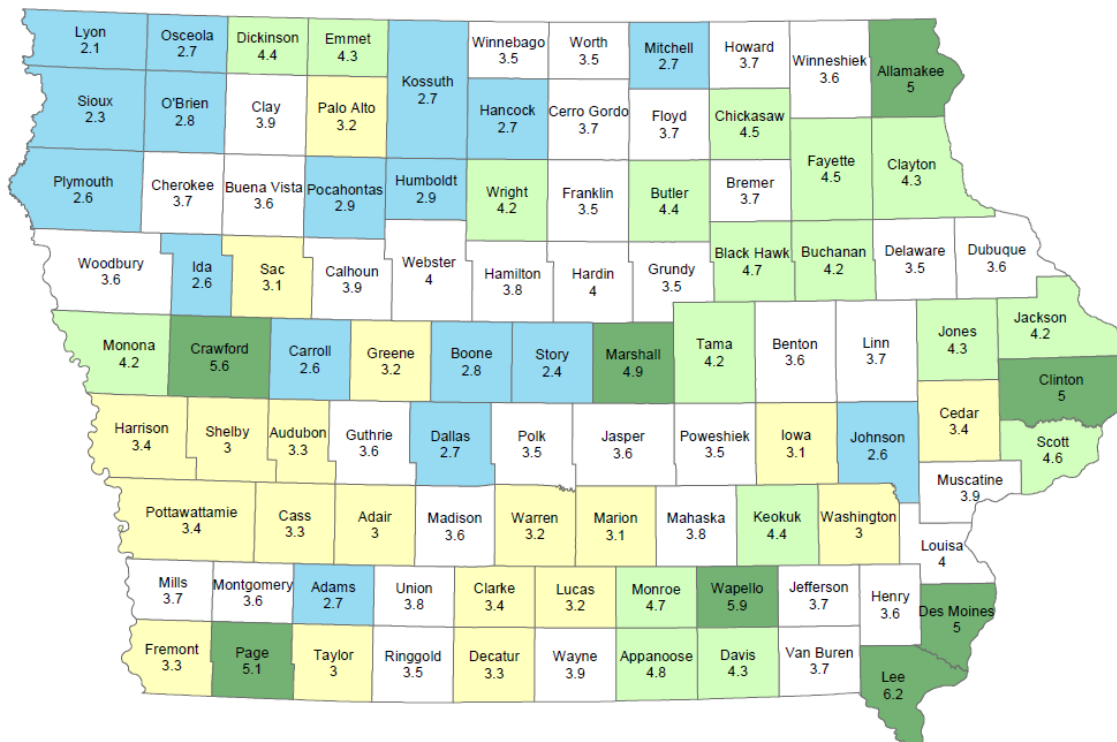 Lyon
2.1
Osceola
2.7
Dickinson
4.4
Emmet
4.3
Kossuth
2.7
Winnebago
3.5
Worth
3.5
Mitchell
2.7
Howard
3.7
Winneshiek
3.6
Allamakee
5
Sioux
2.3
O'Brien
2.8
Clay
3.9
Palo Alto
3.2
Hancock
2.7
Cerro Gordo
3.7
Floyd
3.7
Chickasaw
4.5
Fayette
4.5
Clayton
4.3
Plymouth
2.6
Cherokee
3.7
Buena Vista
3.6
Pocahontas
2.9
Humboldt
2.9
Wright
4.2
Franklin
3.5
Butler
4.4
Bremer
3.7
Woodbury
3.6
Ida
2.6
Sac
3.1
Calhoun
3.9
Webster
4
Hamilton
3.8
Hardin
4
Grundy
3.5
Black Hawk
4.7
Buchanan
4.2
Delaware
3.5
Dubuque
3.6
Monona
4.2
Crawford
5.6
Carroll
2.6
Greene
3.2
Boone
2.8
Story
2.4
Marshall
4.9
Tama
4.2
Benton
3.6
Linn
3.7
Jones
4.3
Jackson
4.2
Clinton
5
Harrison
3.4
Shelby
3
Audubon
3.3
Guthrie
3.6
Dallas
2.7
Polk
3.5
Jasper
3.6
Poweshiek
3.5
Iowa
3.1
Johnson
2.6
Cedar
3.4
Scott
4.6
Muscatine
3.9
Pottawattamie
3.4
Cass
3.3
Adair
3
Madison
3.6
Warren
3.2
Marion
3.1
Mahaska
3.8
Keokuk
4.4
Washington
3
Louisa
4
Mills
3.7
Montgomery
3.6
Adams
2.7
Union
3.8
Clarke
3.4
Lucas
3.2
Monroe
4.7
Wapello
5.9
Jefferson
3.7
Henry
3.6
Des Moines
5
Fremont
3.3
Page
5.1
Taylor
3
Ringgold
3.5
Decatur
3.3
Wayne
3.9
Appanoose
4.8
Davis
4.3
Van Buren
3.7
Lee
6.2